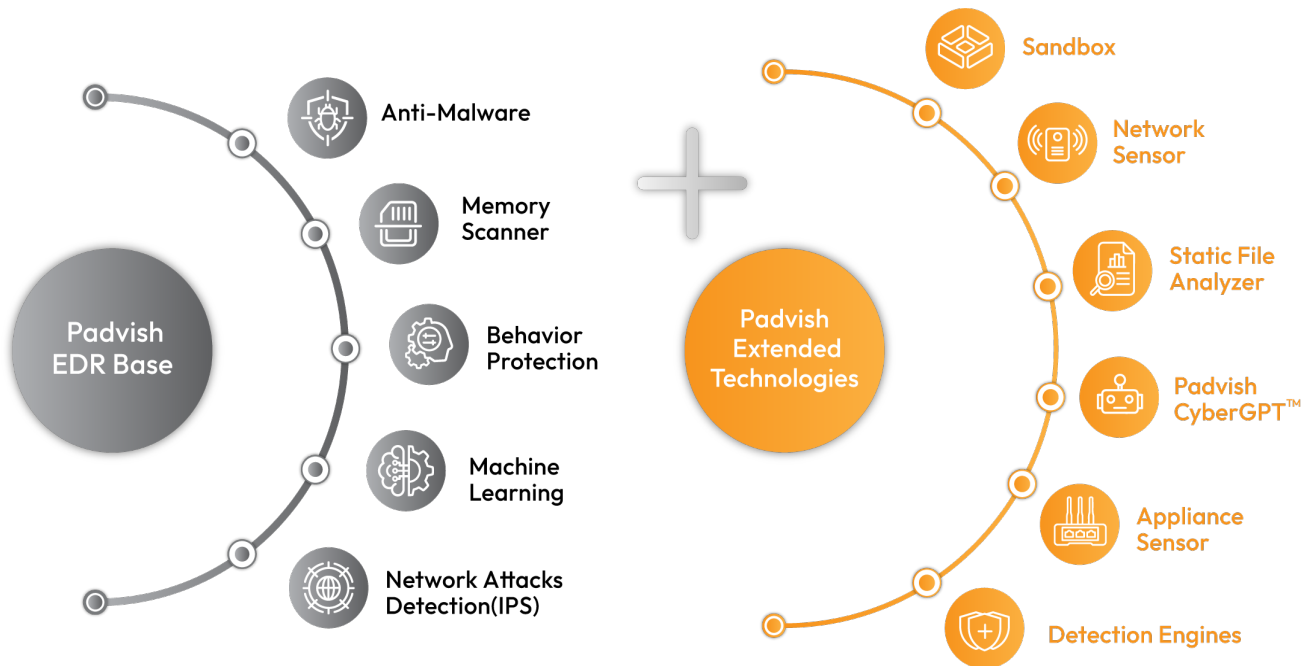 Padvish
EDR Base
Anti-Malware
Memory
Scanner
Behavior
Protection
Machine
Learning
Network Attacks
Detection(IPS)
Padvish
Extended
Technologies
Sandbox
Network
Sensor
Static File
Analyzer
Padvish
CyberGPT™
Appliance
Sensor
Detection Engines